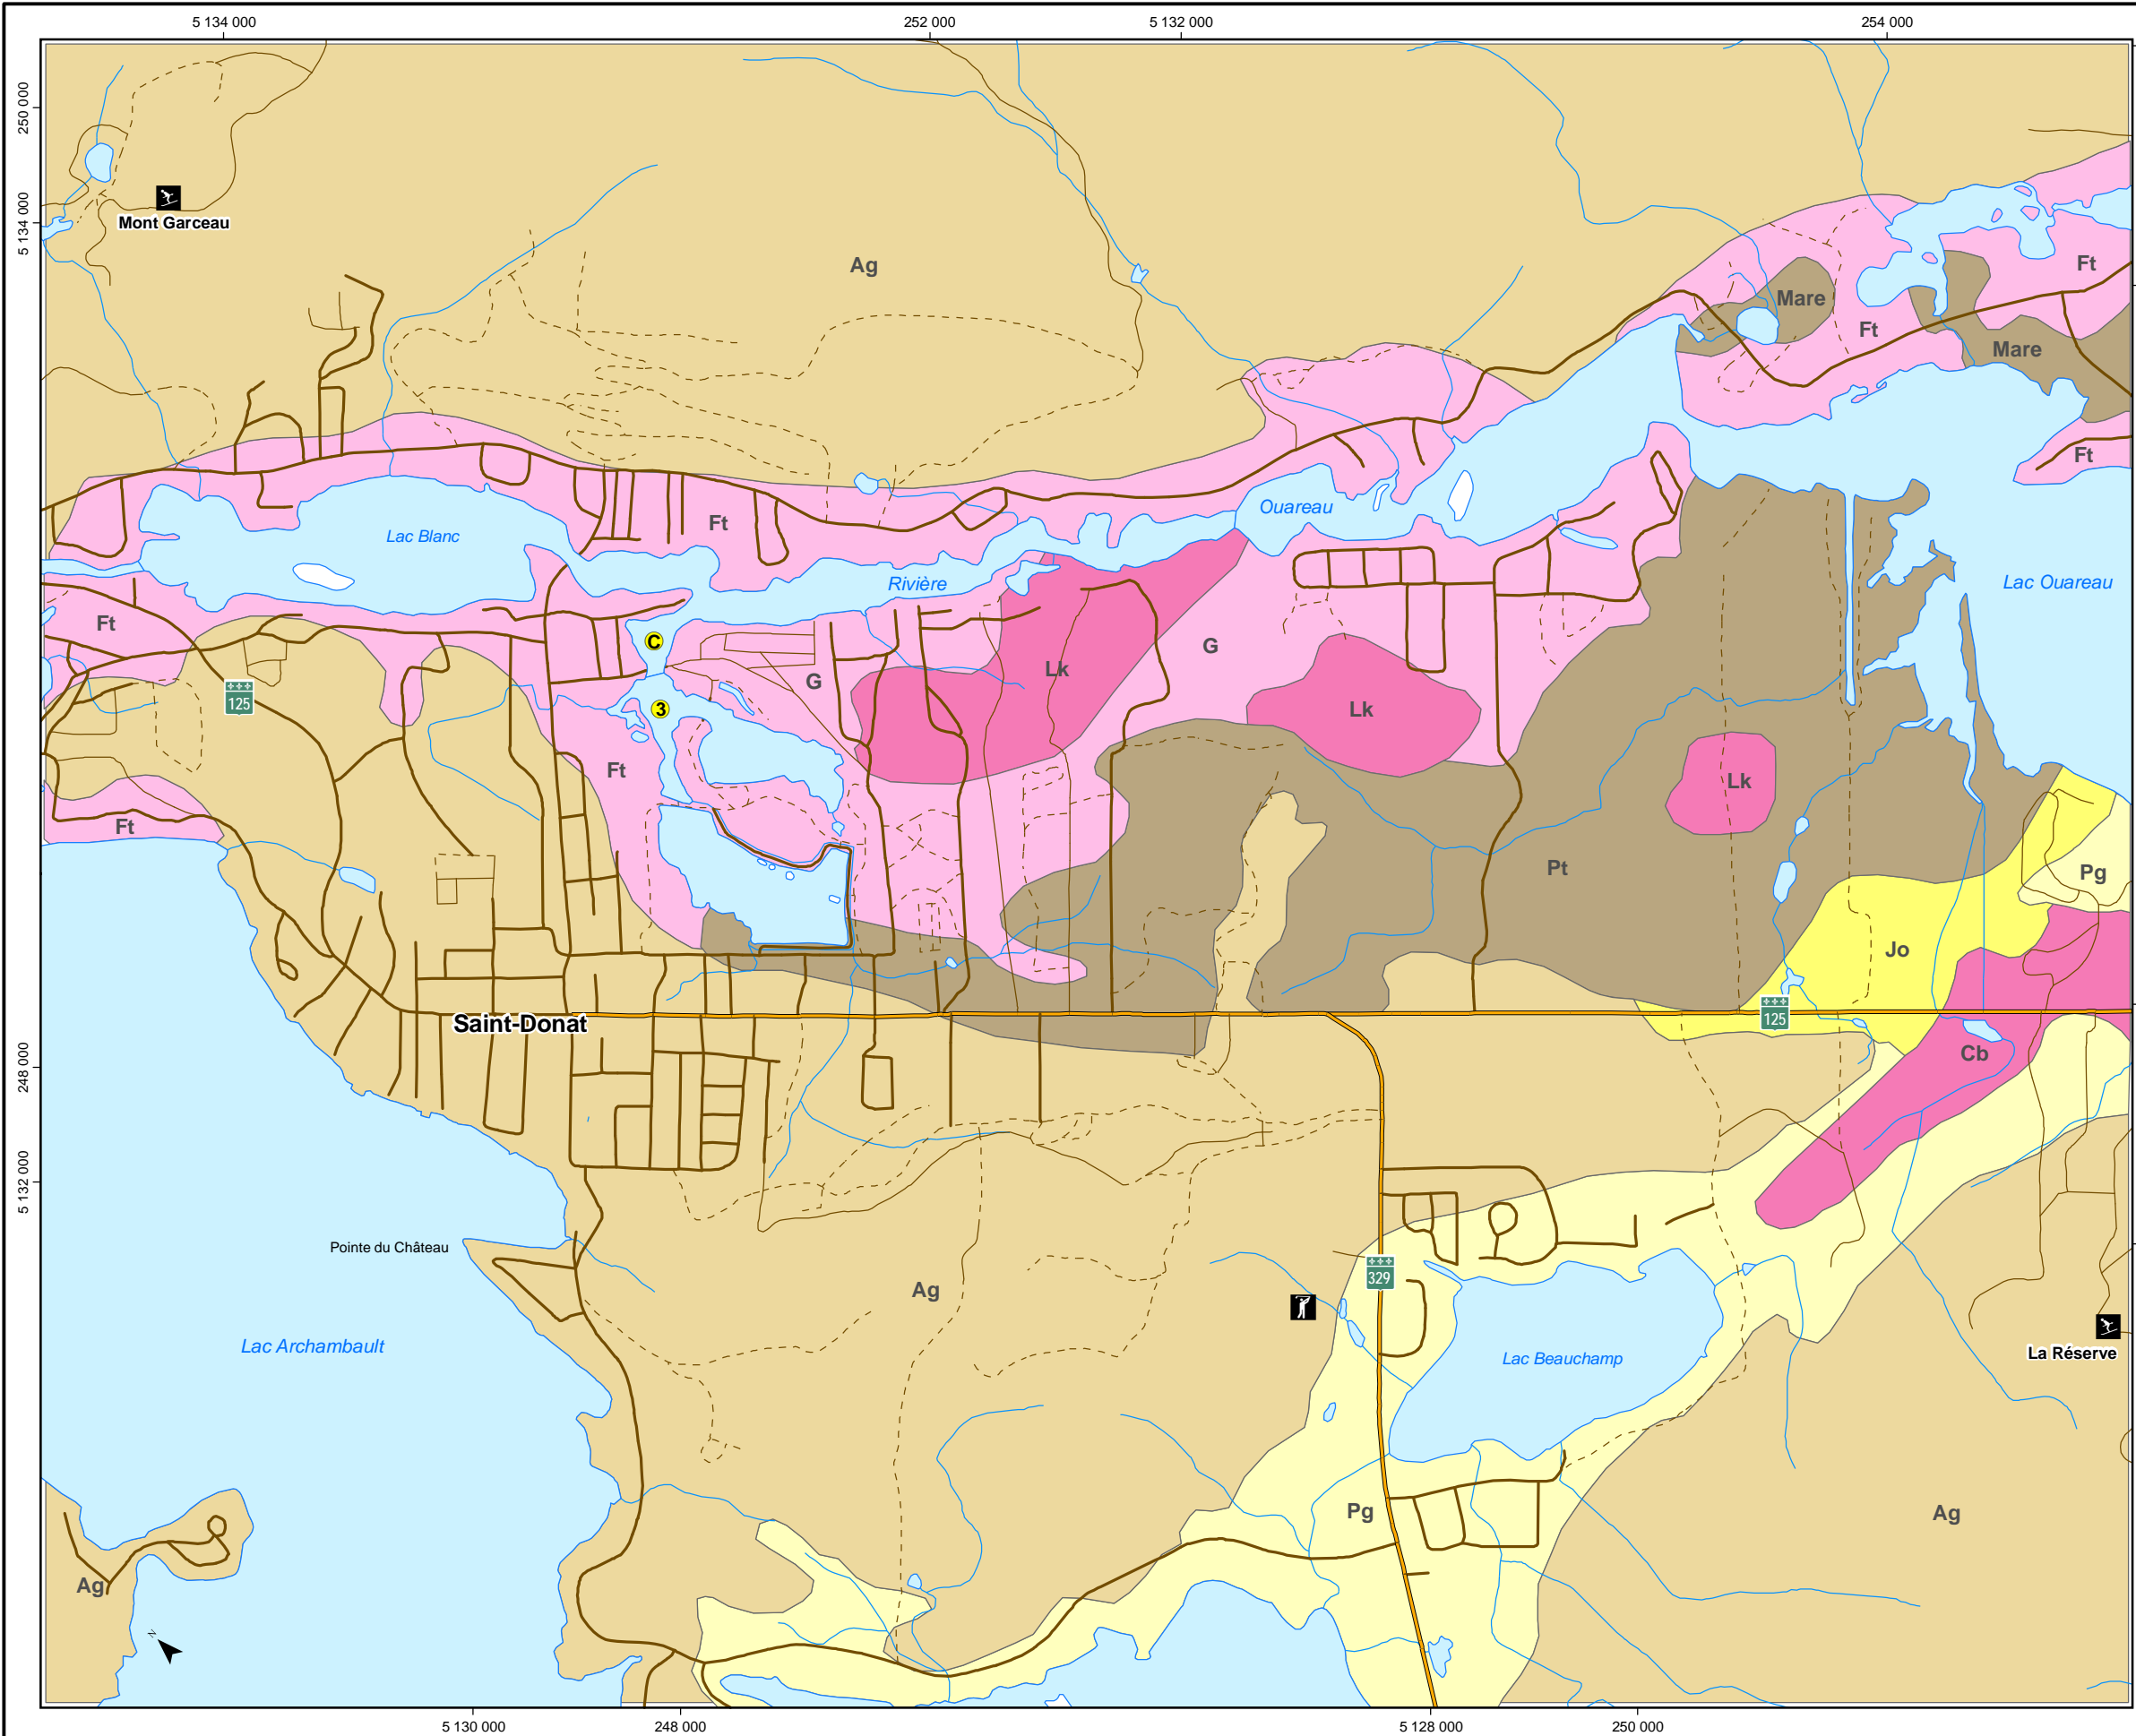 5 134 000
252 000
5 132 000
254 000
250 000
5 134 000
248 000
5 132 000
Mont Garceau
Ag
Ft
Mare
Ft
Mare
Ft
Lac Blanc
Ft
Ouareau
Rivière
Lac Ouareau
Ft
C
G
G
Lk
125
3
Lk
Ft
Lk
Ft
Pt
Pg
Jo
125
Saint-Donat
Cb
Pointe du Château
329
Ag
Lac Archambault
Lac Beauchamp
La Réserve
Pg
Ag
Ag
N
5 130 000
248 000
5 128 000
250 000